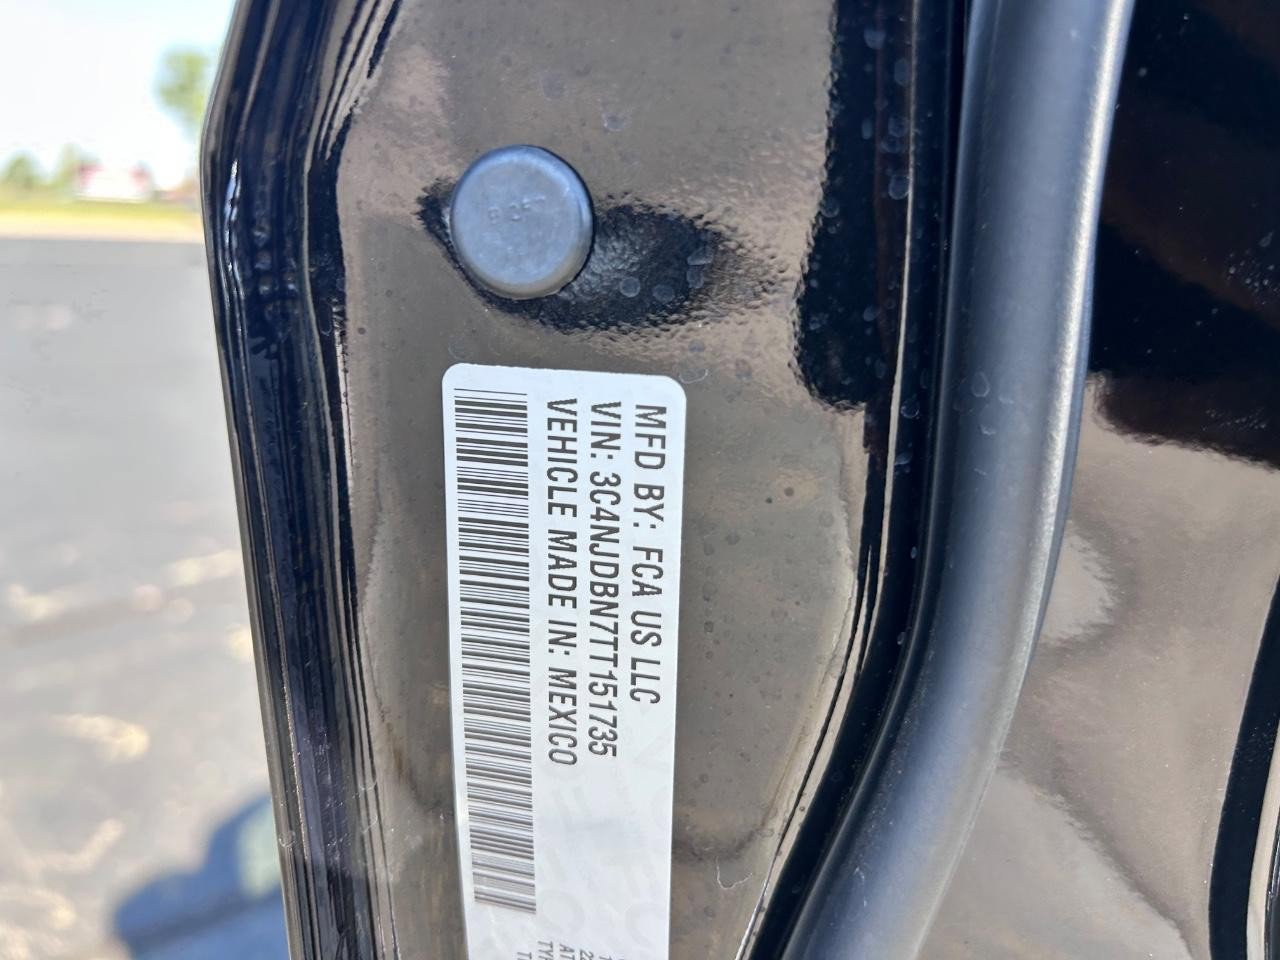 MFD BY: FCA US LLC
VIN: 3C4NJDBN7TT151735
VEHICLE MADE IN: MEXICO